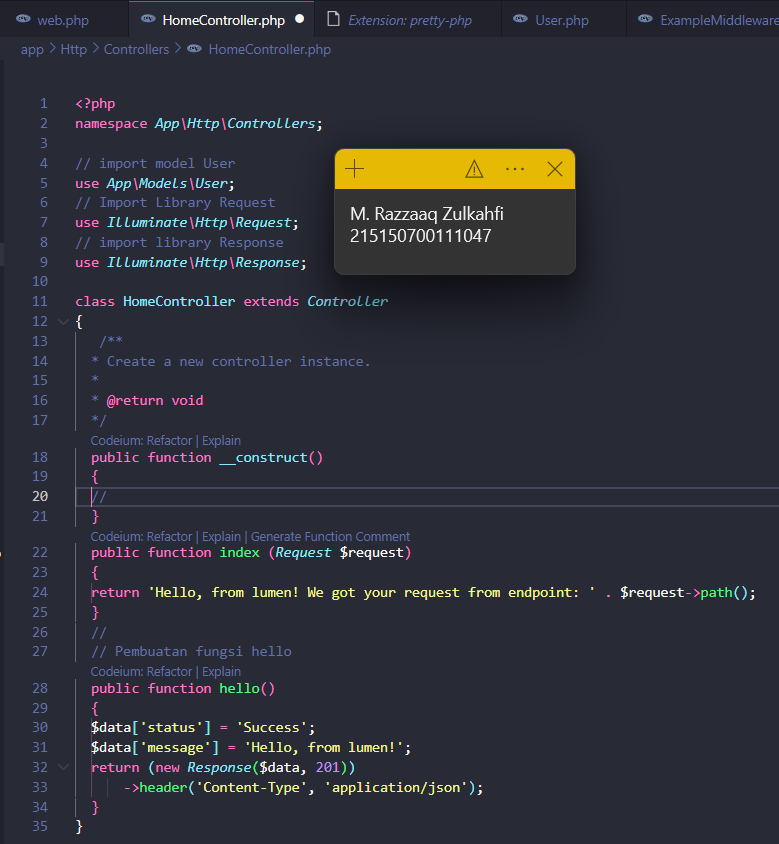 web.php HomeController.php Extension: pretty-php User.php ExampleMiddleware
app > Http > Controllers > HomeController.php
1 <?php
2 namespace App\Http\Controllers;
3
4 // import model User
5 use App\Models\User;
6 // Import Library Request
7 use Illuminate\Http\Request;
8 // import library Response
9 use Illuminate\Http\Response;
10
11 class HomeController extends Controller
12 {
13 /**
14 * Create a new controller instance.
15 *
16 * @return void
17 */
Codeium: Refactor | Explain
18 public function __construct()
19 {
20 //
21 }
Codeium: Refactor | Explain | Generate Function Comment
22 public function index (Request $request)
23 {
24 return 'Hello, from lumen! We got your request from endpoint: ' . $request->path();
25 }
26 //
27 // Pembuatan fungsi hello
Codeium: Refactor | Explain
28 public function hello()
29 {
30 $data['status'] = 'Success';
31 $data['message'] = 'Hello, from lumen!';
32 return (new Response($data, 201))
33 ->header('Content-Type', 'application/json');
34 }
35 }
M. Razzaaq Zulkahfi
215150700111047